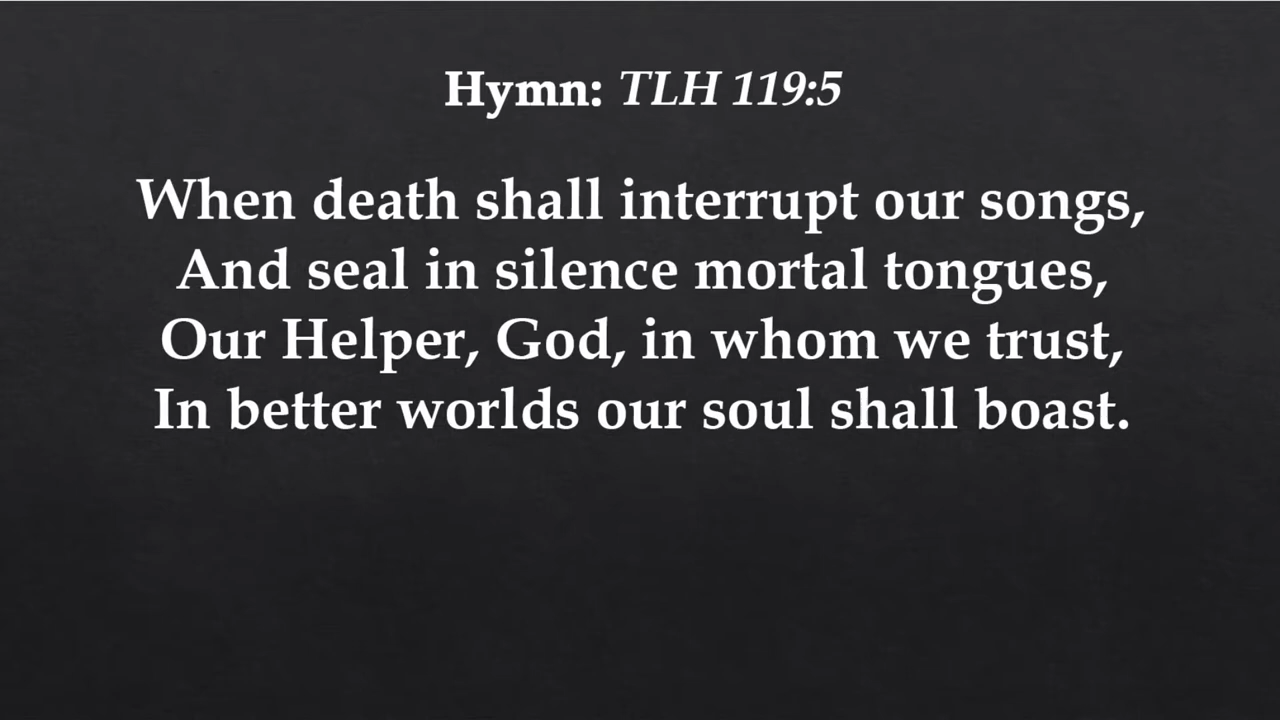 Hymn: TLH 119:5
When death shall interrupt our songs,
And seal in silence mortal tongues,
Our Helper, God, in whom we trust,
In better worlds our soul shall boast.